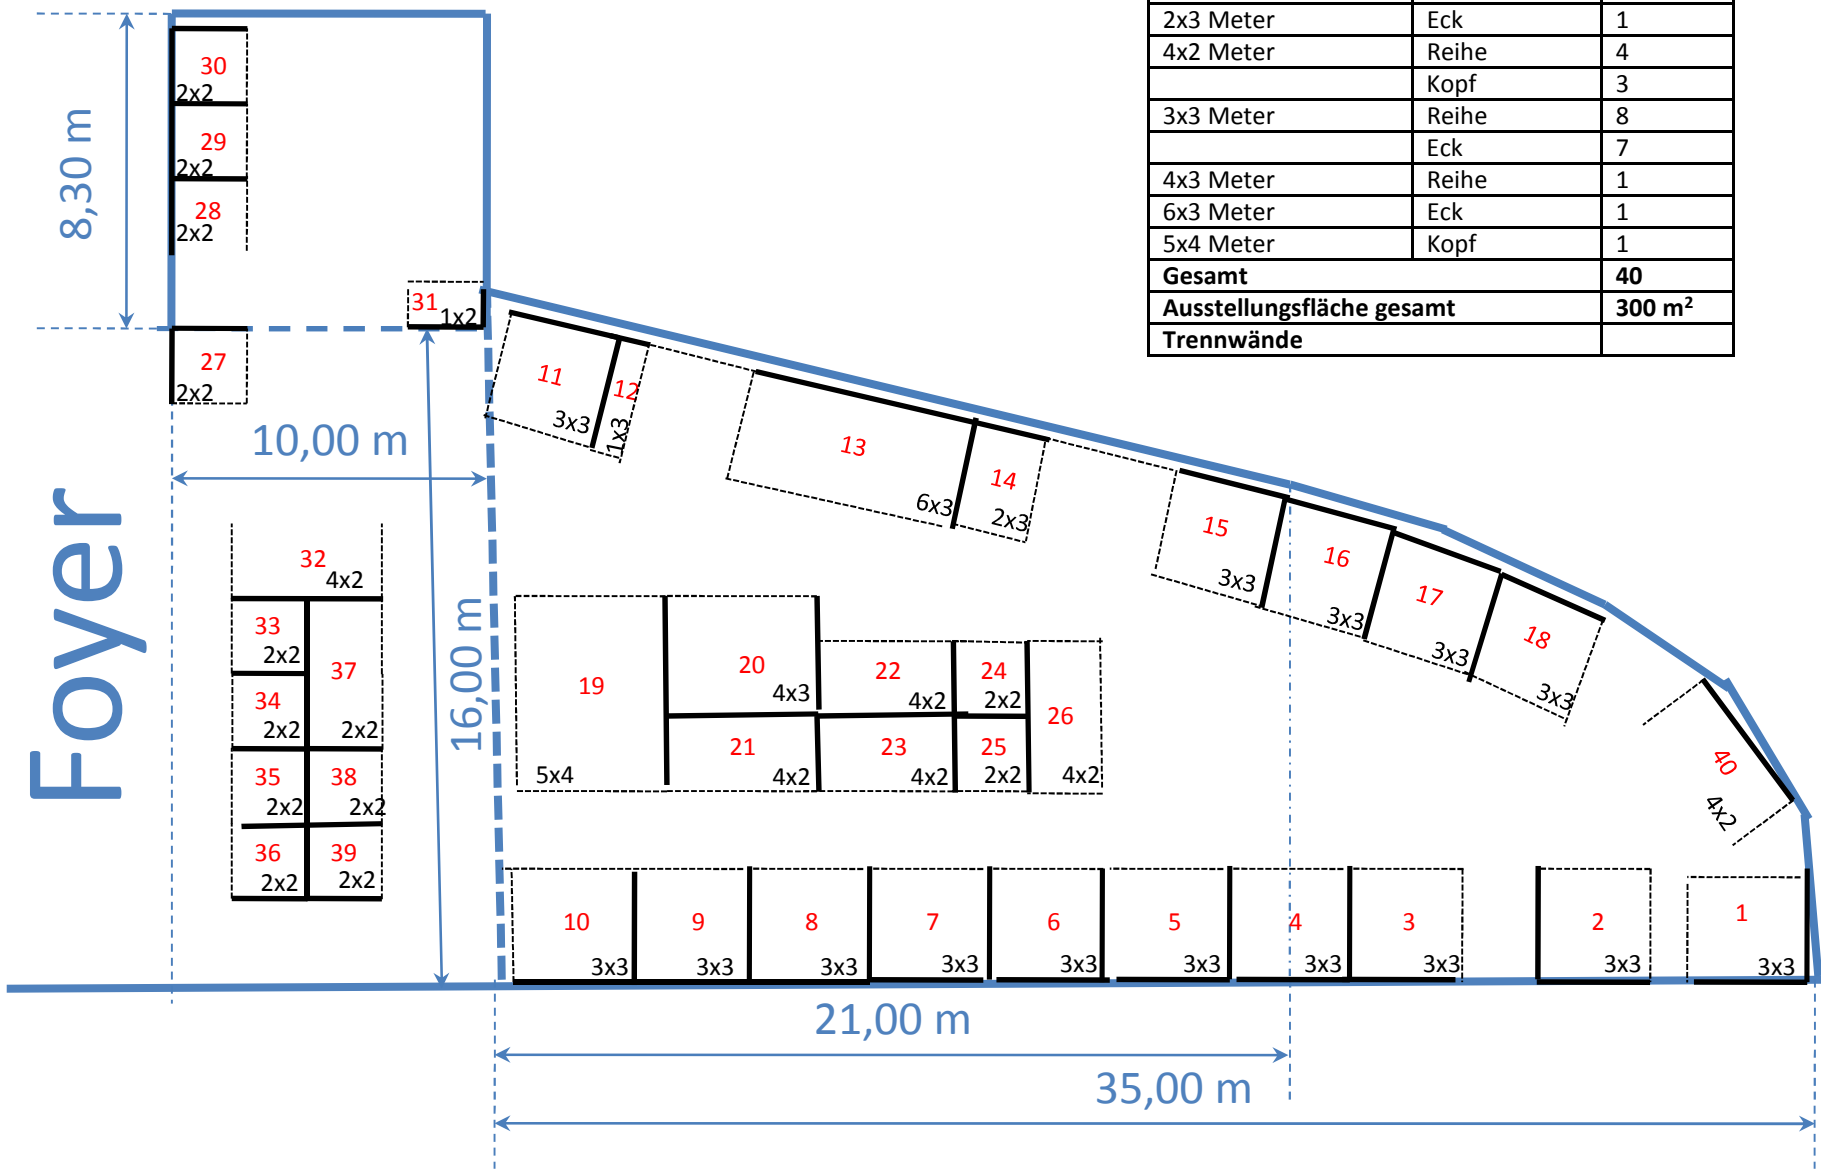 2x3 Meter Eck 1
4x2 Meter Reihe 4
Kopf 3
3x3 Meter Reihe 8
Eck 7
4x3 Meter Reihe 1
6x3 Meter Eck 1
5x4 Meter Kopf 1
Gesamt 40
Ausstellungsfläche gesamt 300 m²
Trennwände
8,30 m
30
2x2
29
2x2
28
2x2
31
1x2
27
2x2
10,00 m
11
3x3
12
1x3
13
6x3
14
2x3
15
3x3
16
3x3
17
3x3
18
3x3
Foyer
16,00 m
32
4x2
33
2x2
34
2x2
37
2x2
35
2x2
38
2x2
36
2x2
39
2x2
19
5x4
20
4x3
21
4x2
22
4x2
23
4x2
24
2x2
25
2x2
26
4x2
40
4x2
10
3x3
9
3x3
8
3x3
7
3x3
6
3x3
5
3x3
4
3x3
3
3x3
2
3x3
1
3x3
21,00 m
35,00 m